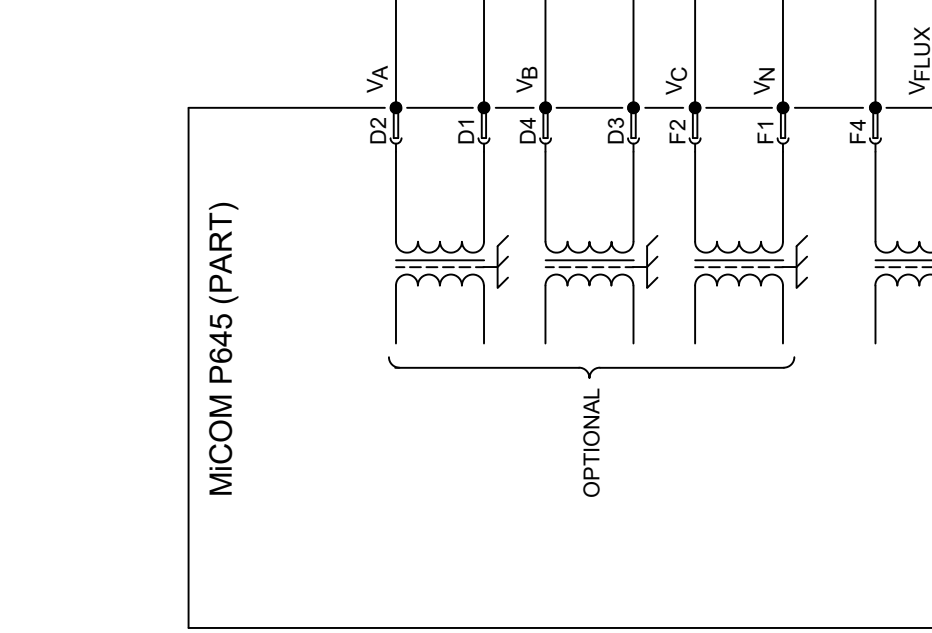 VA
VB
VC
VN
VFLUX
D2
D1
D4
D3
F2
F1
F4
MiCOM P645 (PART)
OPTIONAL